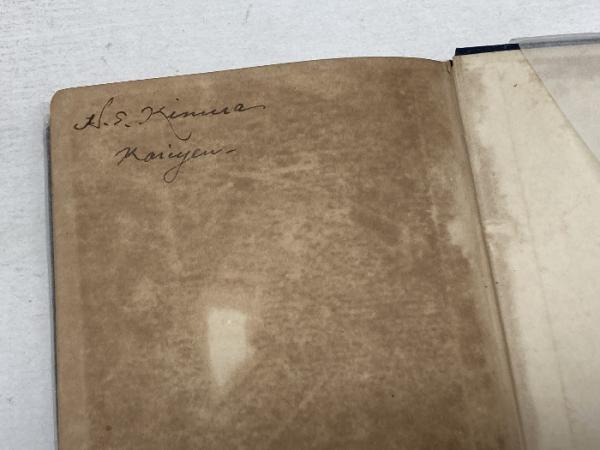 H. S. Kimura
Kaiyen-